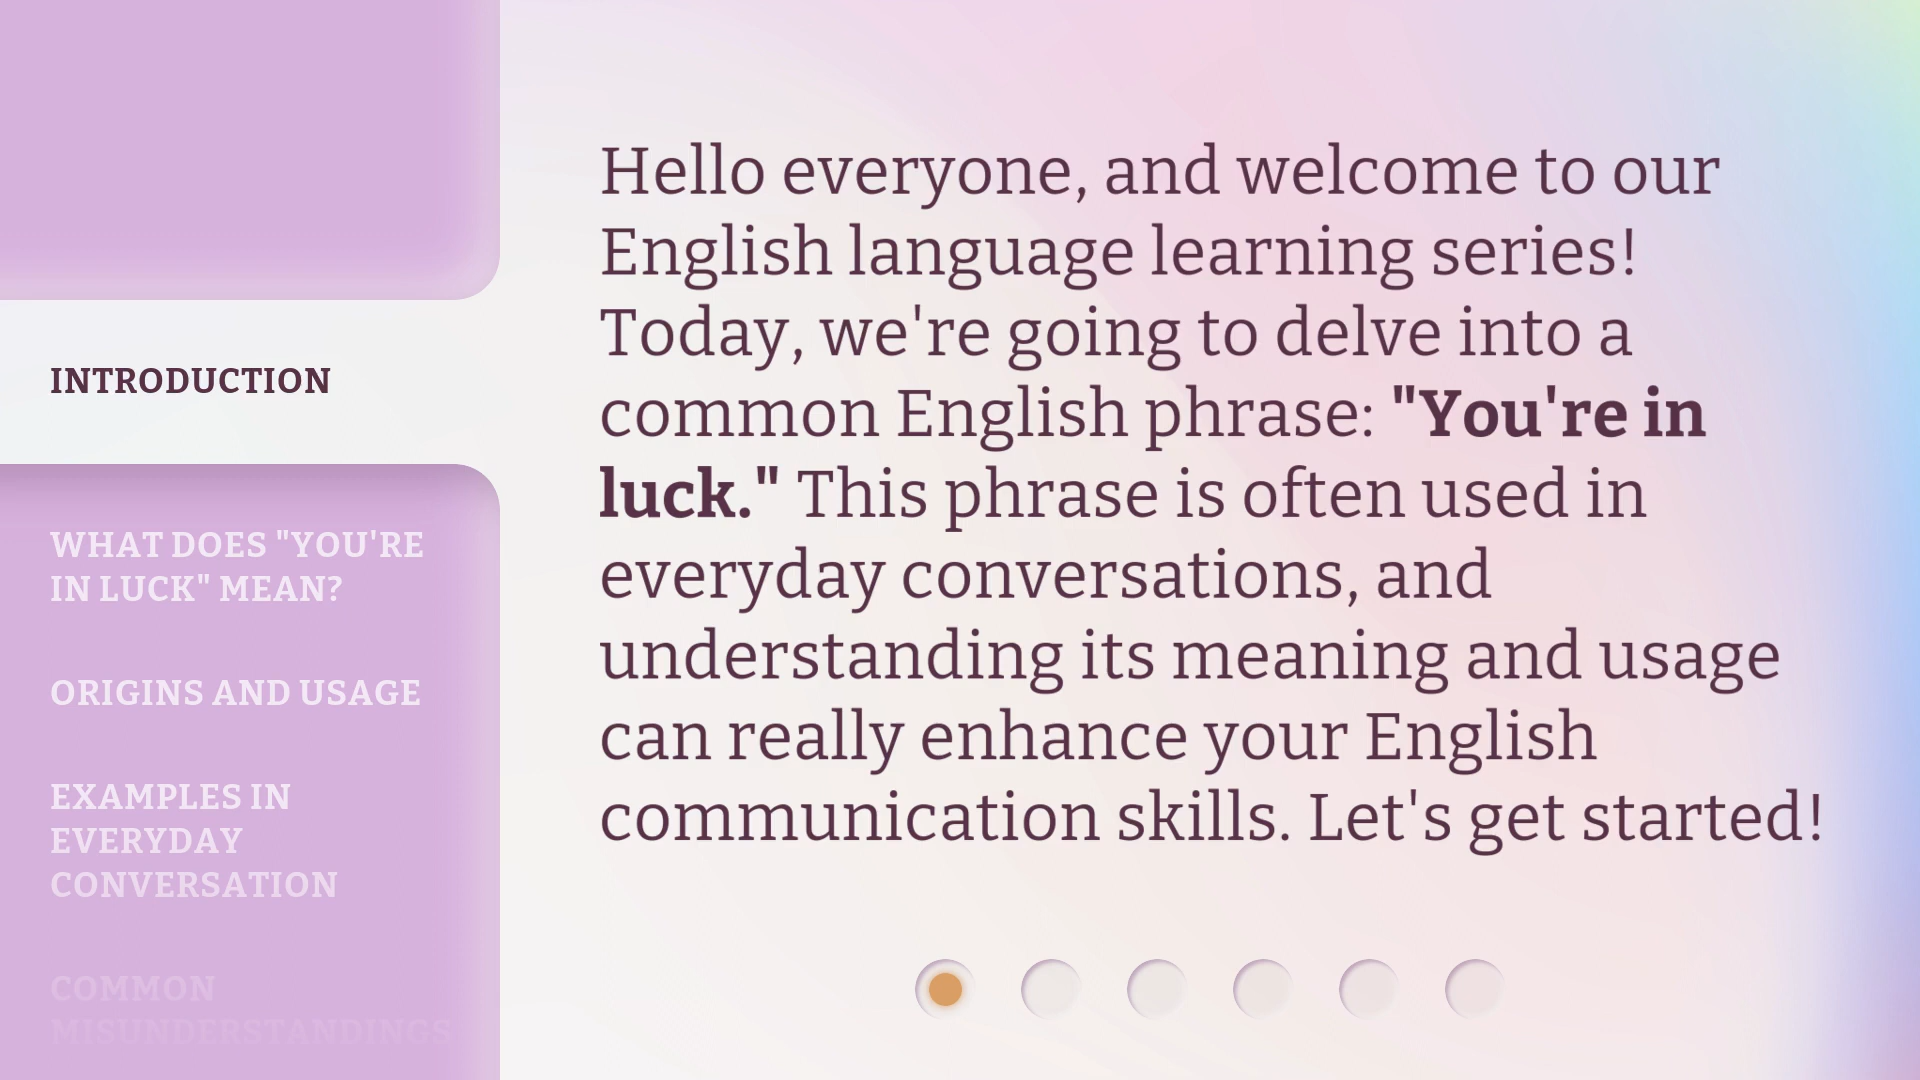 INTRODUCTION
WHAT DOES "YOU'RE
IN LUCK" MEAN?
ORIGINS AND USAGE
EXAMPLES IN
EVERYDAY
CONVERSATION
COMMON
MISUNDERSTANDINGS
Hello everyone, and welcome to our
English language learning series!
Today, we're going to delve into a
common English phrase: "You're in
luck." This phrase is often used in
everyday conversations, and
understanding its meaning and usage
can really enhance your English
communication skills. Let's get started!